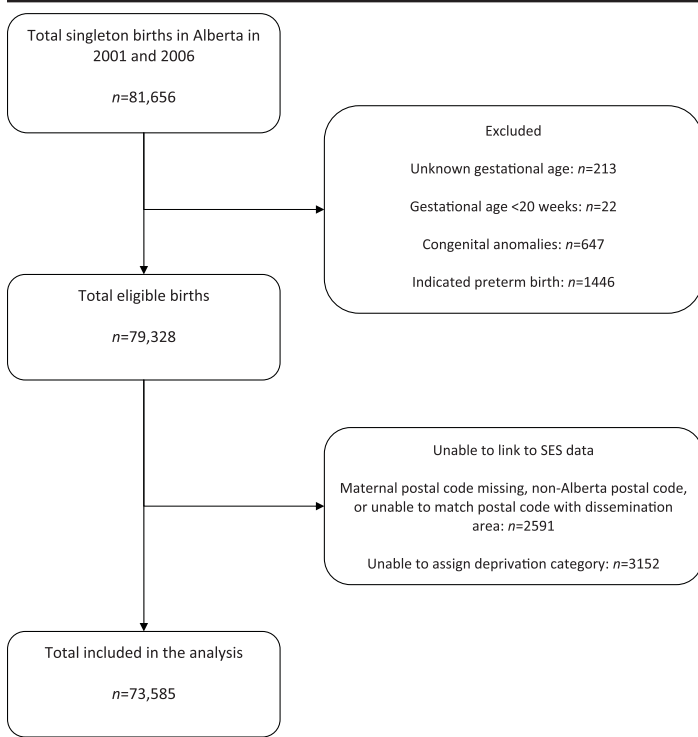 Total singleton births in Alberta in
2001 and 2006
n=81,656
Excluded
Unknown gestational age: n=213
Gestational age <20 weeks: n=22
Congenital anomalies: n=647
Indicated preterm birth: n=1446
Total eligible births
n=79,328
Unable to link to SES data
Maternal postal code missing, non-Alberta postal code,
or unable to match postal code with dissemination
area: n=2591
Unable to assign deprivation category: n=3152
Total included in the analysis
n=73,585